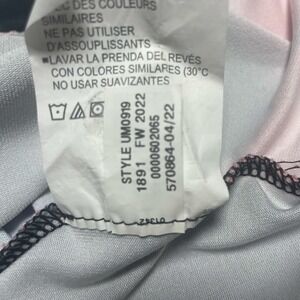 DES COULEURS
SIMILAIRES
NE PAS UTILISER
D'ASSOUPLISSANTS
▪LAVAR LA PRENDA DEL REVÉS
CON COLORES SIMILARES (30°C
NO USAR SUAVIZANTES
STYLE UM0919
1891 FW 2022
0000602065
570864-04/22
01342